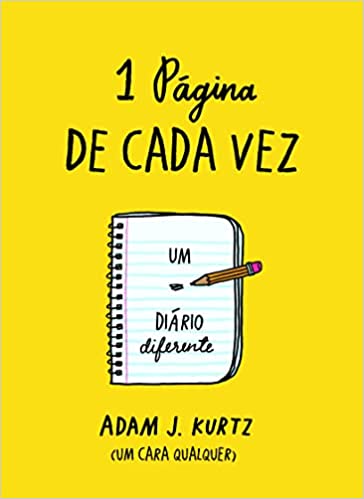 1 Página
DE CADA VEZ
UM
DIÁRIO
diferente
ADAM J. KURTZ
(UM CARA QUALQUER)